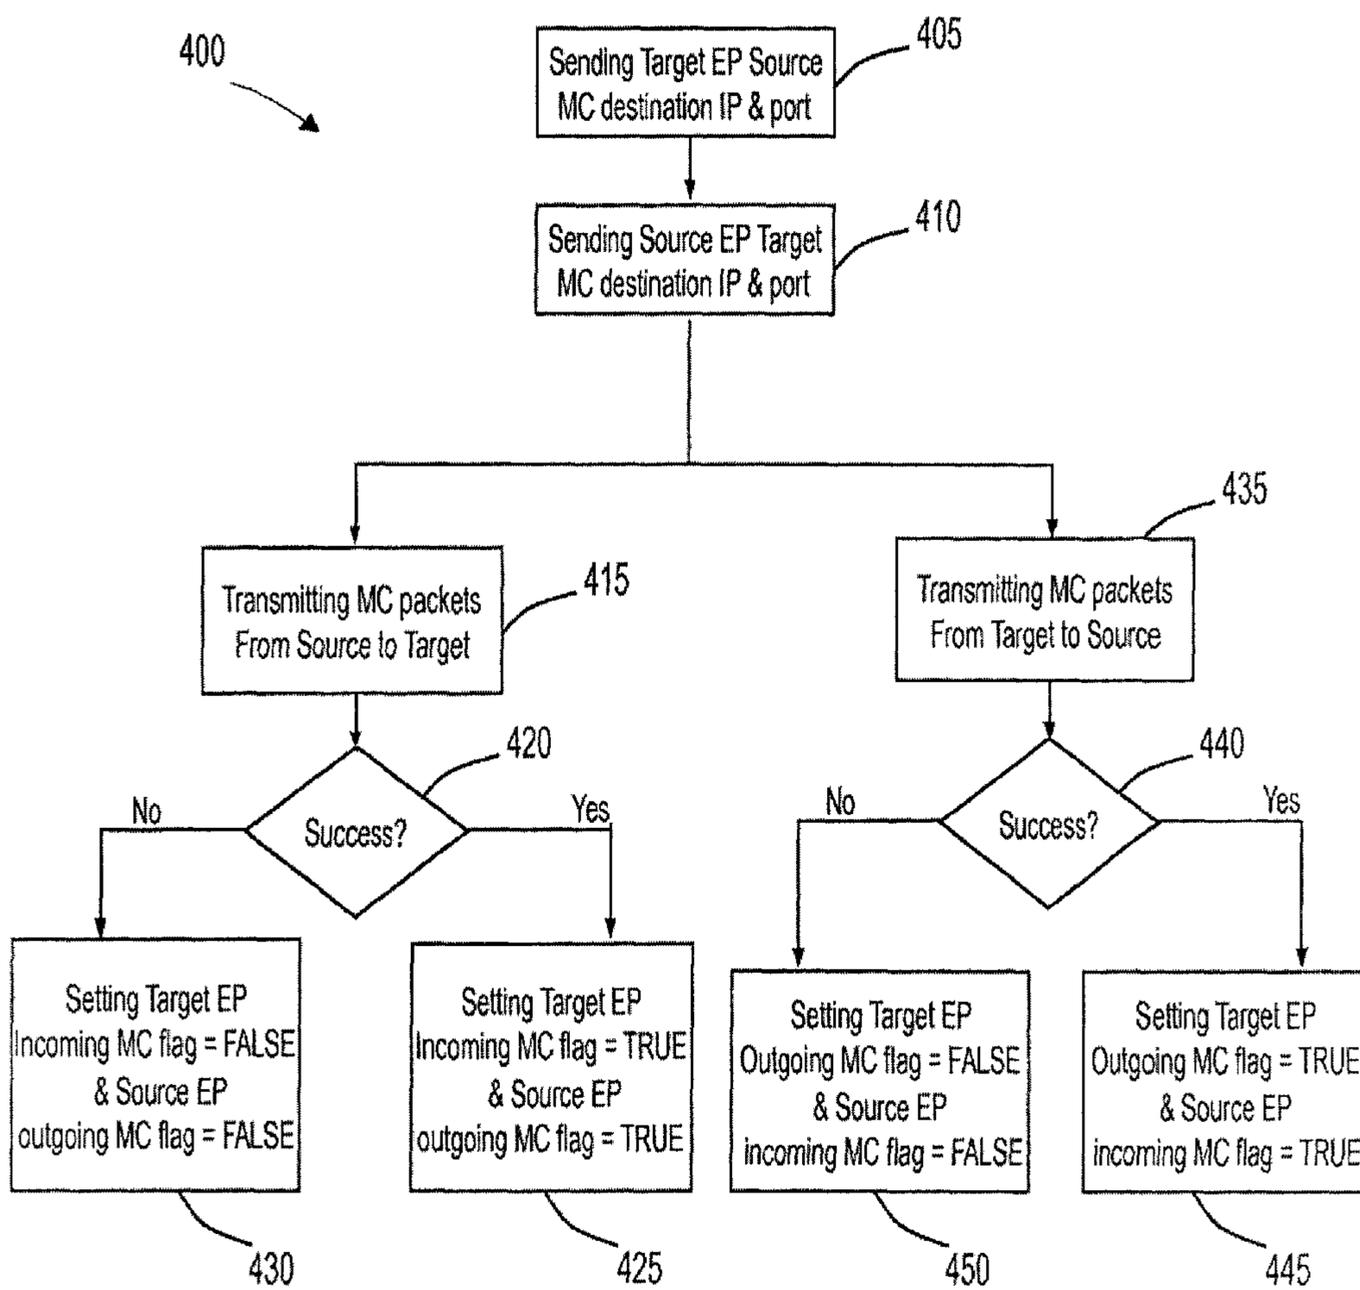 400
405
Sending Target EP Source
MC destination IP & port
410
Sending Source EP Target
MC destination IP & port
415
Transmitting MC packets
From Source to Target
435
Transmitting MC packets
From Target to Source
420
Success?
No
Yes
440
Success?
No
Yes
Setting Target EP
Incoming MC flag = FALSE
& Source EP
outgoing MC flag = FALSE
430
Setting Target EP
Incoming MC flag = TRUE
& Source EP
outgoing MC flag = TRUE
425
Setting Target EP
Outgoing MC flag = FALSE
& Source EP
incoming MC flag = FALSE
450
Setting Target EP
Outgoing MC flag = TRUE
& Source EP
incoming MC flag = TRUE
445